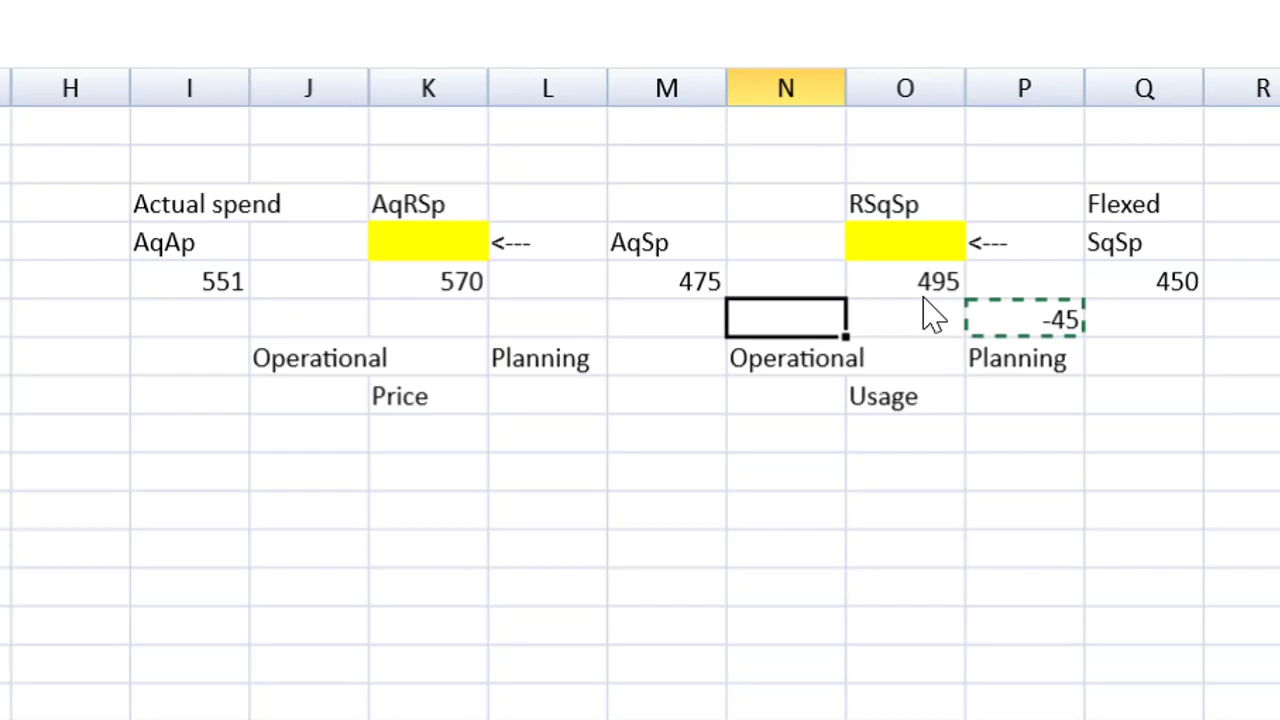 H I J K L M N O P Q R
Actual spend AqRSp RSqSp Flexed
AqAp <--- AqSp <--- SqSp
551 570 475 495 450
-45
Operational Planning Operational Planning
Price Usage